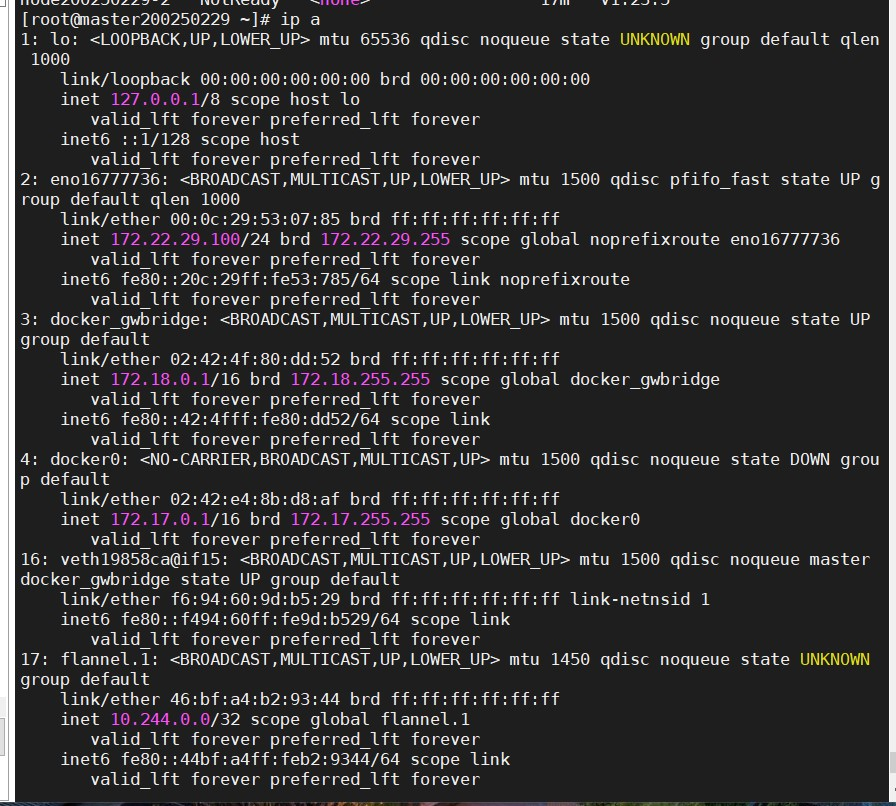 node200250229-2   NotReady   <none>                 17m   v1.23.3
[root@master200250229 ~]# ip a
1: lo: <LOOPBACK,UP,LOWER_UP> mtu 65536 qdisc noqueue state UNKNOWN group default qlen
 1000
    link/loopback 00:00:00:00:00:00 brd 00:00:00:00:00:00
    inet 127.0.0.1/8 scope host lo
       valid_lft forever preferred_lft forever
    inet6 ::1/128 scope host
       valid_lft forever preferred_lft forever
2: eno16777736: <BROADCAST,MULTICAST,UP,LOWER_UP> mtu 1500 qdisc pfifo_fast state UP g
roup default qlen 1000
    link/ether 00:0c:29:53:07:85 brd ff:ff:ff:ff:ff:ff
    inet 172.22.29.100/24 brd 172.22.29.255 scope global noprefixroute eno16777736
       valid_lft forever preferred_lft forever
    inet6 fe80::20c:29ff:fe53:785/64 scope link noprefixroute
       valid_lft forever preferred_lft forever
3: docker_gwbridge: <BROADCAST,MULTICAST,UP,LOWER_UP> mtu 1500 qdisc noqueue state UP
group default
    link/ether 02:42:4f:80:dd:52 brd ff:ff:ff:ff:ff:ff
    inet 172.18.0.1/16 brd 172.18.255.255 scope global docker_gwbridge
       valid_lft forever preferred_lft forever
    inet6 fe80::42:4fff:fe80:dd52/64 scope link
       valid_lft forever preferred_lft forever
4: docker0: <NO-CARRIER,BROADCAST,MULTICAST,UP> mtu 1500 qdisc noqueue state DOWN grou
p default
    link/ether 02:42:e4:8b:d8:af brd ff:ff:ff:ff:ff:ff
    inet 172.17.0.1/16 brd 172.17.255.255 scope global docker0
       valid_lft forever preferred_lft forever
16: veth19858ca@if15: <BROADCAST,MULTICAST,UP,LOWER_UP> mtu 1500 qdisc noqueue master
docker_gwbridge state UP group default
    link/ether f6:94:60:9d:b5:29 brd ff:ff:ff:ff:ff:ff link-netnsid 1
    inet6 fe80::f494:60ff:fe9d:b529/64 scope link
       valid_lft forever preferred_lft forever
17: flannel.1: <BROADCAST,MULTICAST,UP,LOWER_UP> mtu 1450 qdisc noqueue state UNKNOWN
group default
    link/ether 46:bf:a4:b2:93:44 brd ff:ff:ff:ff:ff:ff
    inet 10.244.0.0/32 scope global flannel.1
       valid_lft forever preferred_lft forever
    inet6 fe80::44bf:a4ff:feb2:9344/64 scope link
       valid_lft forever preferred_lft forever